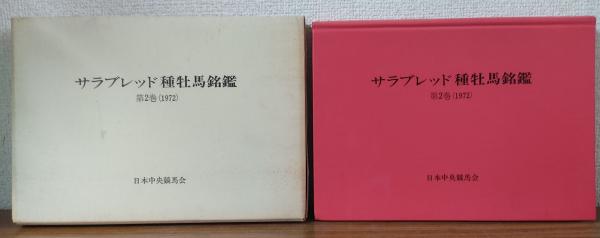 サラブレッド種牡馬銘鑑
第2巻(1972)
日本中央競馬会
サラブレッド種牡馬銘鑑
第2巻(1972)
日本中央競馬会